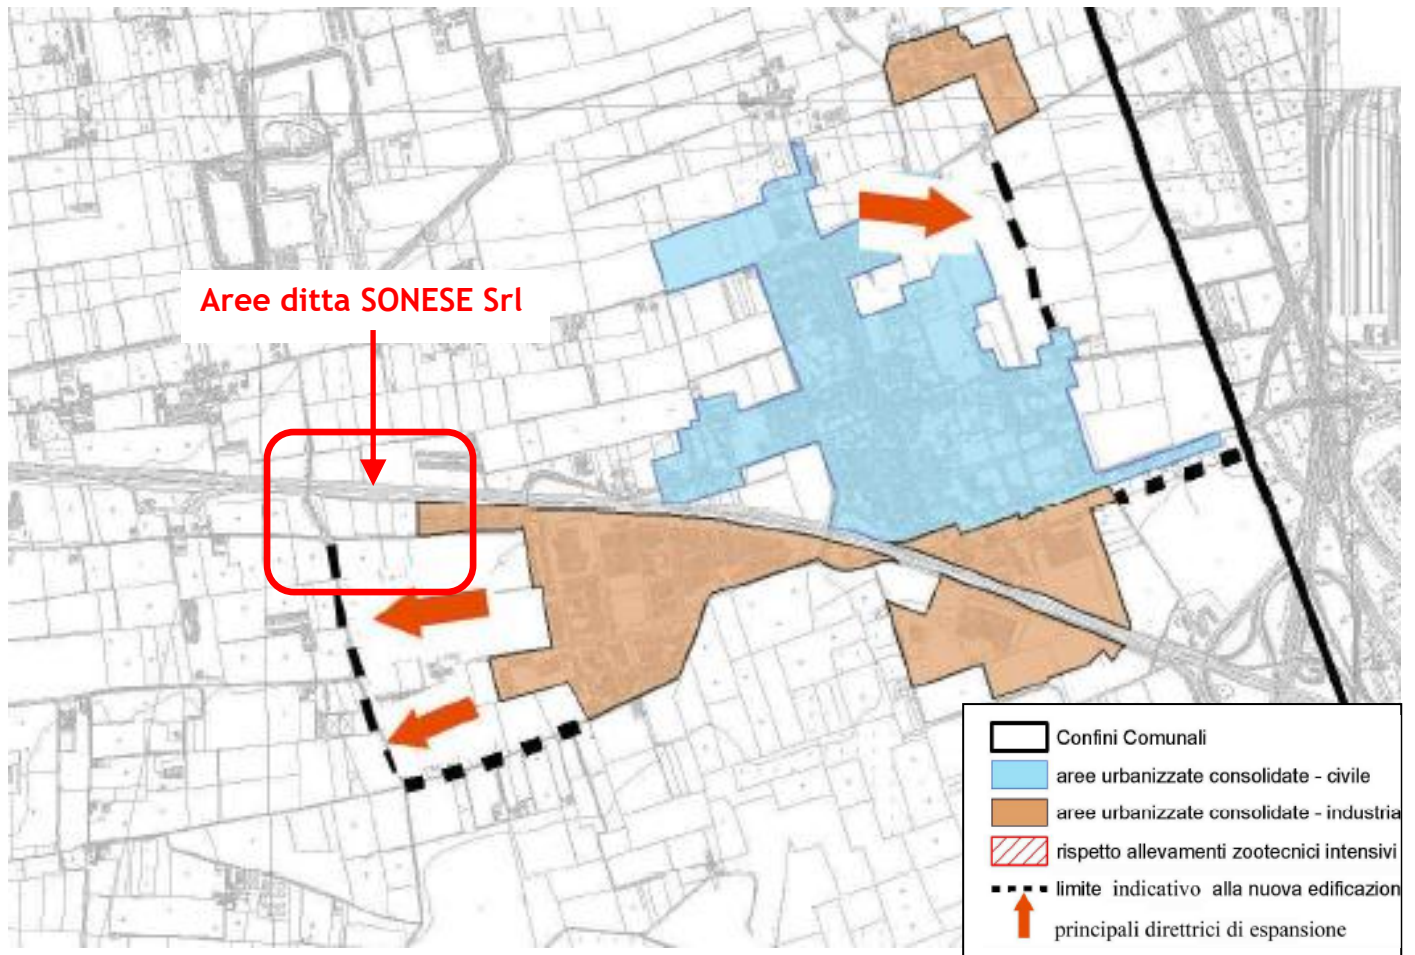 Aree ditta SONESE Srl
Confini Comunali
aree urbanizzate consolidate - civile
aree urbanizzate consolidate - industria
rispetto allevamenti zootecnici intensivi
limite indicativo alla nuova edificazion
principali direttrici di espansione